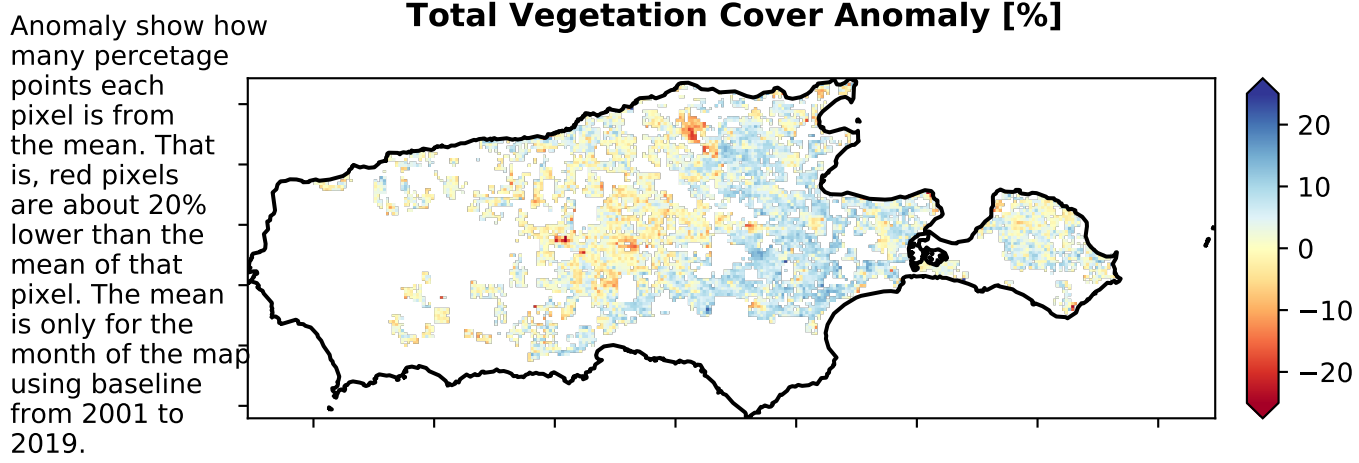 Total Vegetation Cover Anomaly [%]
Anomaly show how
many percetage
points each
pixel is from
the mean. That
is, red pixels
are about 20%
lower than the
mean of that
pixel. The mean
is only for the
month of the map
using baseline
from 2001 to
2019.
20
10
0
−10
−20